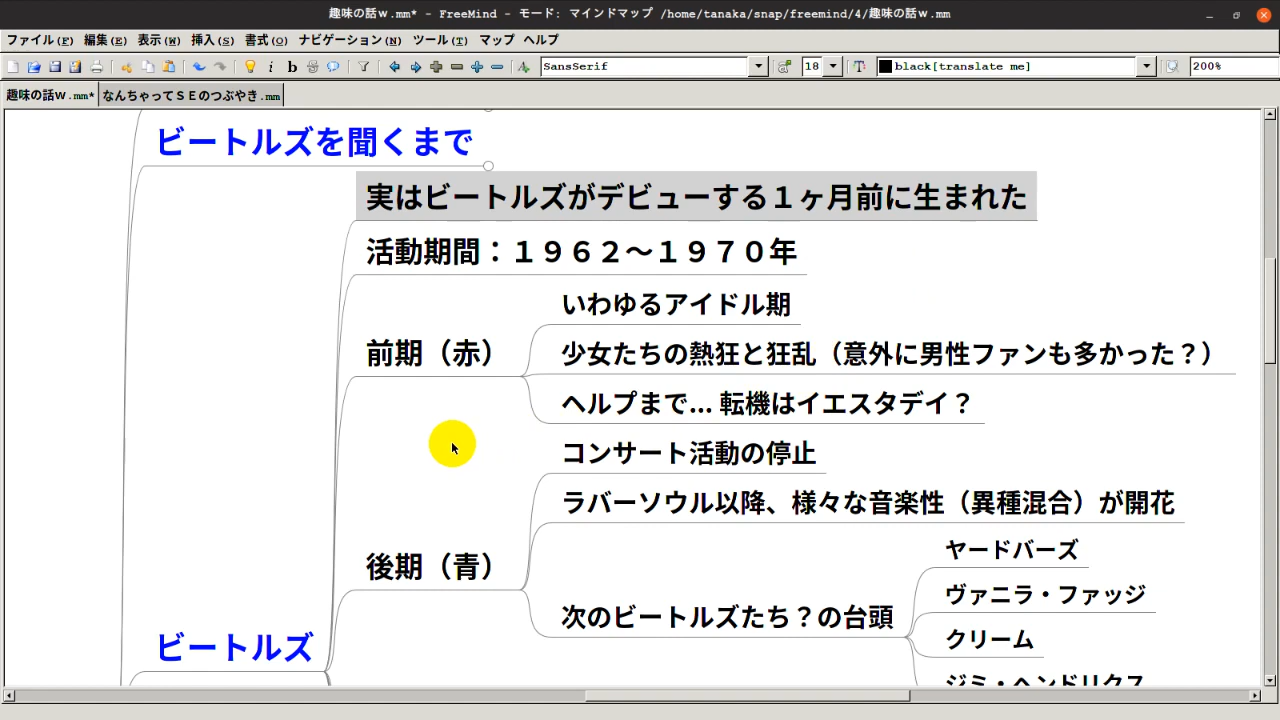 趣味の話ｗ.mm* - FreeMind - モード: マインドマップ /home/tanaka/snap/freemind/4/趣味の話ｗ.mm
ファイル(F) 編集(E) 表示(W) 挿入(S) 書式(O) ナビゲーション(N) ツール(T) マップ ヘルプ
SansSerif 18 black[translate me] 200%
趣味の話ｗ.mm* なんちゃってＳＥのつぶやき.mm
ビートルズを聞くまで
実はビートルズがデビューする１ヶ月前に生まれた
活動期間：１９６２～１９７０年
いわゆるアイドル期
前期（赤）
少女たちの熱狂と狂乱（意外に男性ファンも多かった？）
ヘルプまで... 転機はイエスタデイ？
コンサート活動の停止
ラバーソウル以降、様々な音楽性（異種混合）が開花
後期（青）
ヤードバーズ
ヴァニラ・ファッジ
次のビートルズたち？の台頭
クリーム
ビートルズ
ジミ・ヘンドリクス